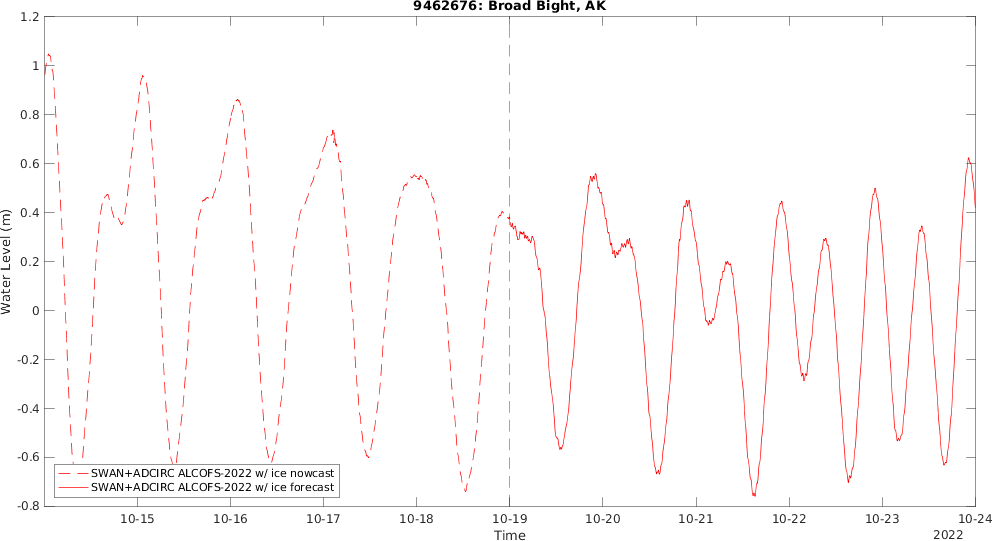 9462676: Broad Bight, AK
1.2
1
0.8
0.6
0.4
0.2
0
-0.2
-0.4
-0.6
-0.8
Water Level (m)
SWAN+ADCIRC ALCOFS-2022 w/ ice nowcast
SWAN+ADCIRC ALCOFS-2022 w/ ice forecast
10-15 10-16 10-17 10-18 10-19 10-20 10-21 10-22 10-23 10-24
Time
2022